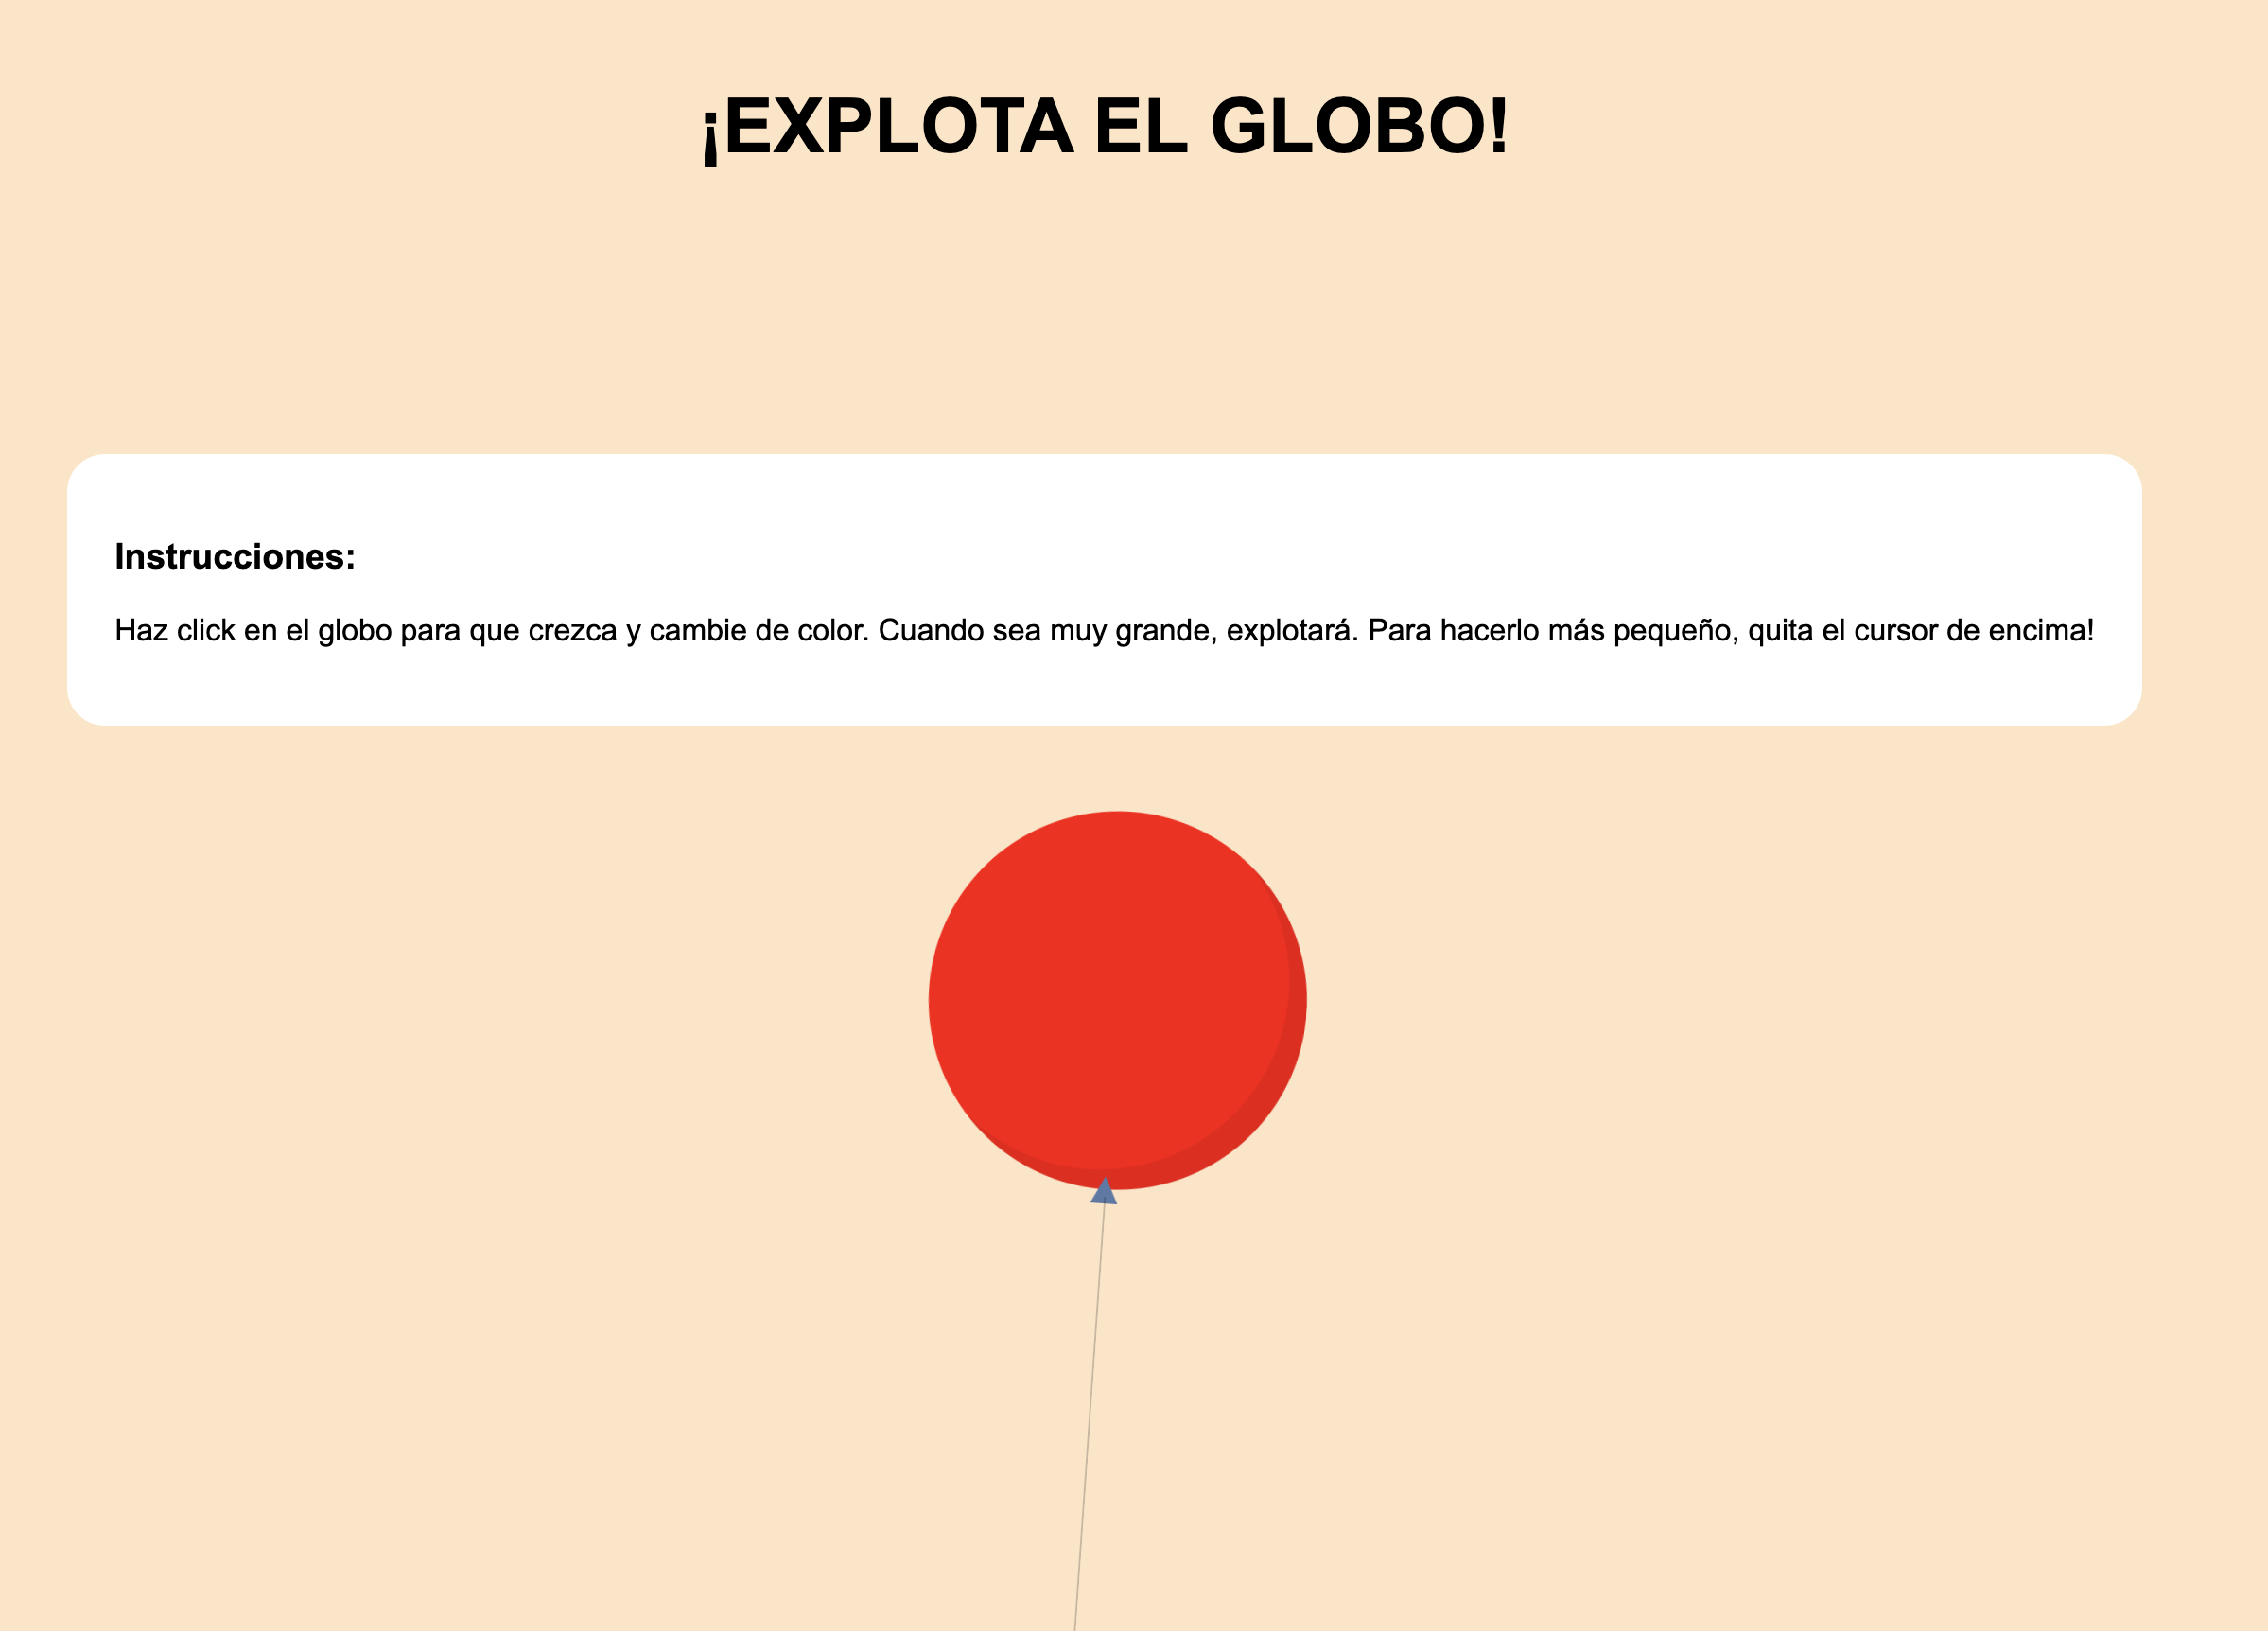 ¡EXPLOTA EL GLOBO!
Instrucciones:
Haz click en el globo para que crezca y cambie de color. Cuando sea muy grande, explotará. Para hacerlo más pequeño, quita el cursor de encima!